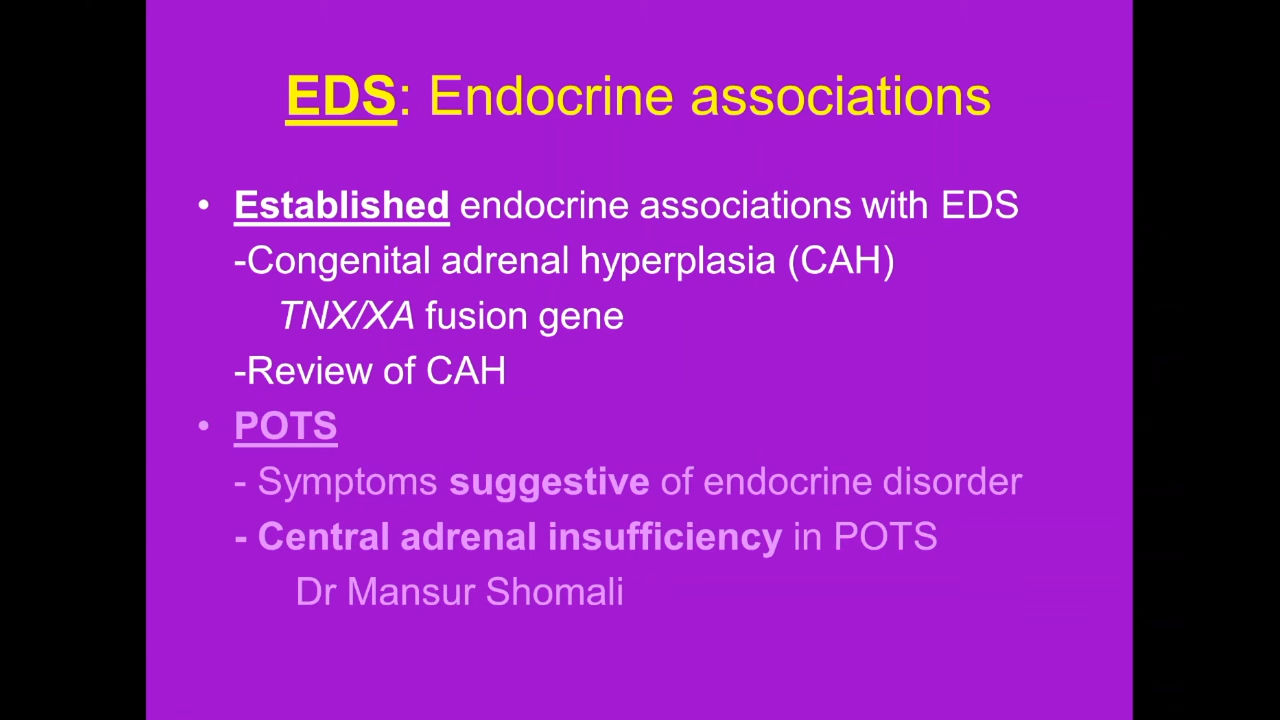 EDS: Endocrine associations
• Established endocrine associations with EDS
-Congenital adrenal hyperplasia (CAH)
TNX/XA fusion gene
-Review of CAH
• POTS
- Symptoms suggestive of endocrine disorder
- Central adrenal insufficiency in POTS
Dr Mansur Shomali